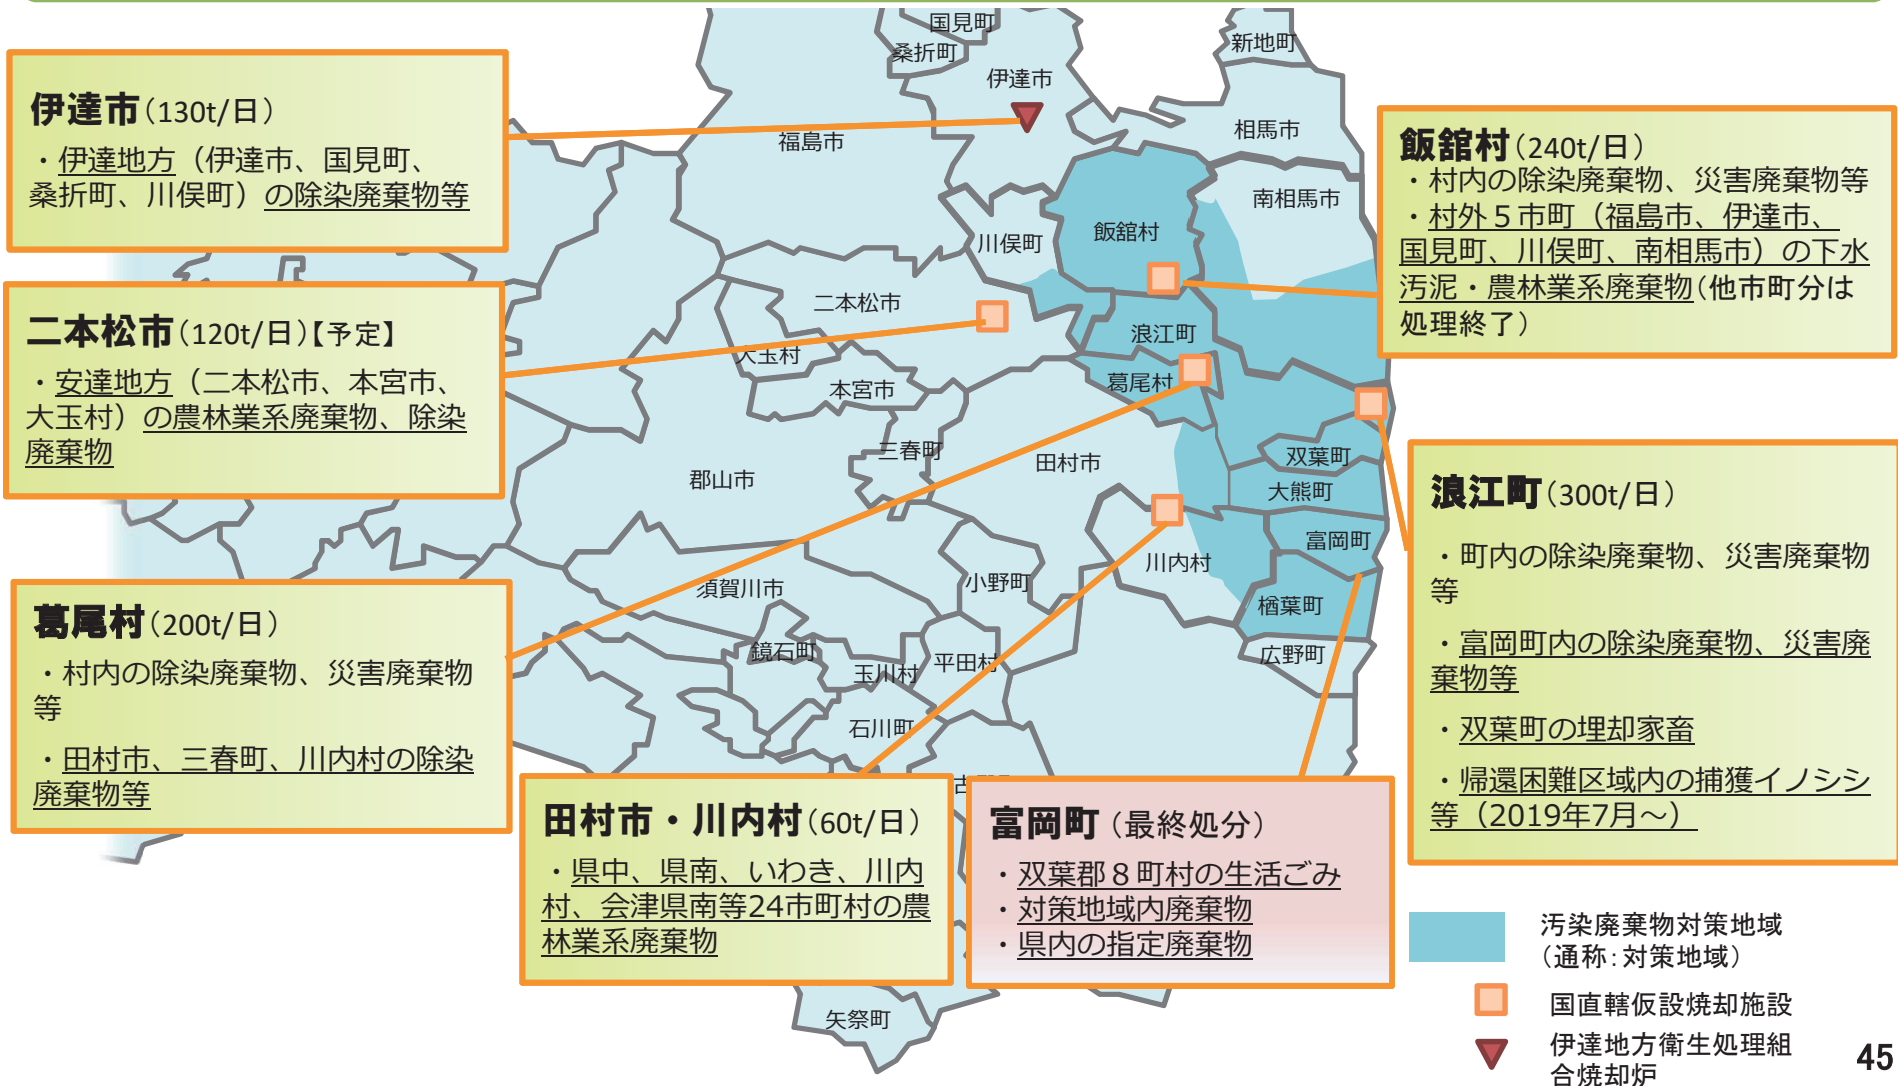 国見町
桑折町
伊達市
新地町
福島市
相馬市
南相馬市
飯舘村
川俣町
二本松市
浪江町
大玉村
葛尾村
本宮市
三春町
双葉町
田村市
郡山市
大熊町
富岡町
川内村
小野町
須賀川市
楢葉町
広野町
鏡石町
平田村
玉川村
石川町
矢祭町
伊達市(130t/日)
・伊達地方(伊達市、国見町、
桑折町、川俣町)の除染廃棄物等
二本松市(120t/日)【予定】
・安達地方(二本松市、本宮市、
大玉村)の農林業系廃棄物、除染
廃棄物
葛尾村(200t/日)
・村内の除染廃棄物、災害廃棄物
等
・田村市、三春町、川内村の除染
廃棄物等
田村市・川内村(60t/日)
・県中、県南、いわき、川内
村、会津県南等24市町村の農
林業系廃棄物
富岡町(最終処分)
・双葉郡8町村の生活ごみ
・対策地域内廃棄物
・県内の指定廃棄物
飯舘村(240t/日)
・村内の除染廃棄物、災害廃棄物等
・村外5市町(福島市、伊達市、
国見町、川俣町、南相馬市)の下水
汚泥・農林業系廃棄物(他市町分は
処理終了)
浪江町(300t/日)
・町内の除染廃棄物、災害廃棄物
等
・富岡町内の除染廃棄物、災害廃
棄物等
・双葉町の埋却家畜
・帰還困難区域内の捕獲イノシシ
等(2019年7月~)
汚染廃棄物対策地域
(通称:対策地域)
国直轄仮設焼却施設
伊達地方衛生処理組
合焼却炉
45